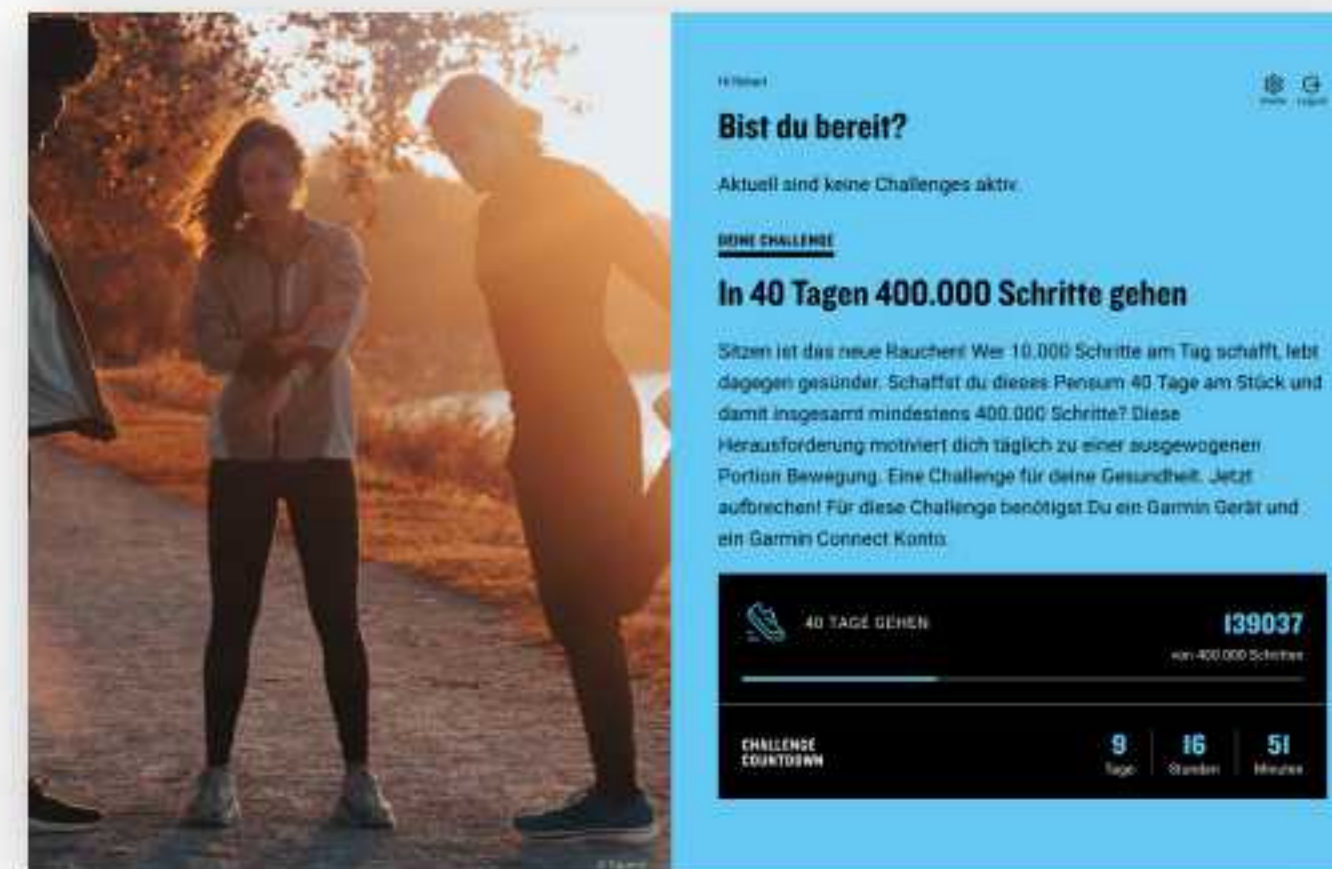 Bist du bereit?
Aktuell sind keine Challenges aktiv.
DEINE CHALLENGE
In 40 Tagen 400.000 Schritte gehen
Sitzen ist das neue Rauchen! Wer 10.000 Schritte am Tag schafft, lebt
dagegen gesünder. Schaffst du dieses Pensum 40 Tage am Stück und
damit insgesamt mindestens 400.000 Schritte? Diese
Herausforderung motiviert dich täglich zu einer ausgewogenen
Portion Bewegung. Eine Challenge für deine Gesundheit. Jetzt
aufbrechen! Für diese Challenge benötigst Du ein Garmin Gerät und
ein Garmin Connect Konto.
40 TAGE GEHEN
139037
von 400.000 Schritten
CHALLENGE
COUNTDOWN
9 16 51
Tage Stunden Minuten